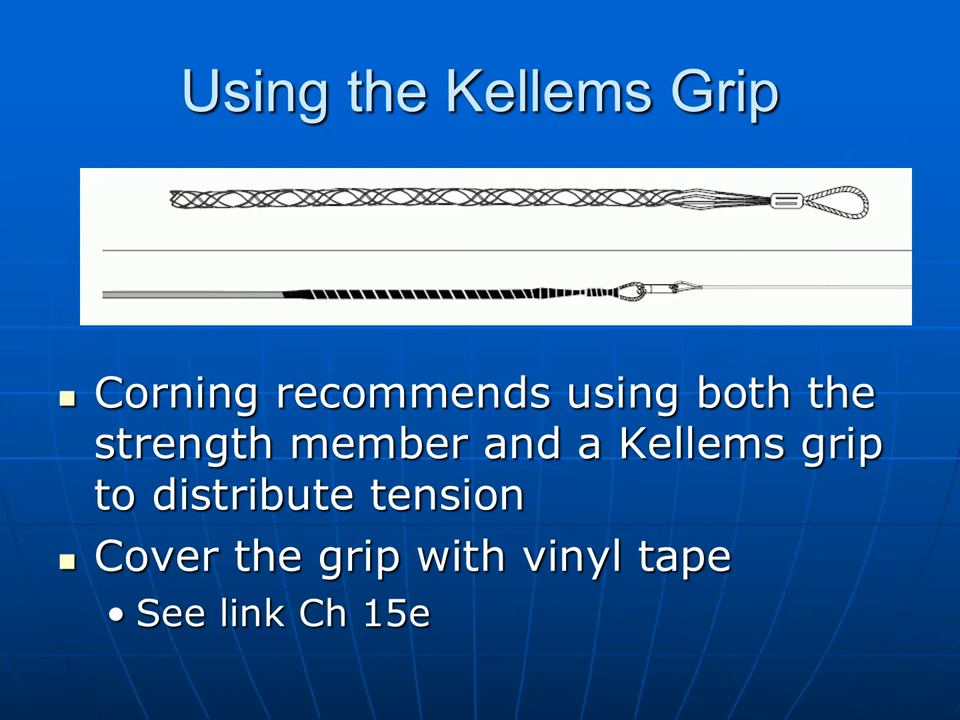 Using the Kellems Grip
Corning recommends using both the
strength member and a Kellems grip
to distribute tension
Cover the grip with vinyl tape
See link Ch 15e